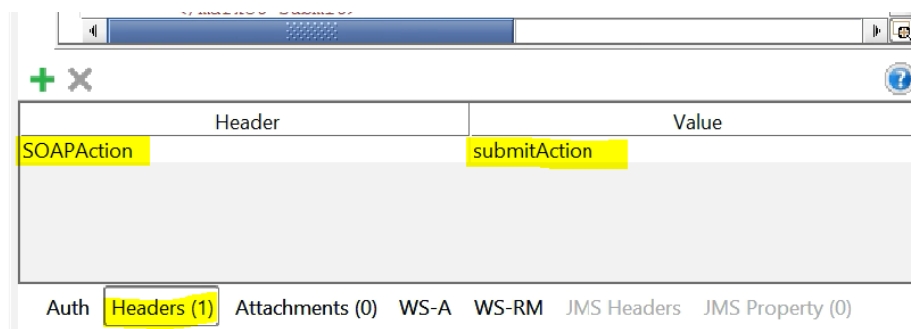 Header Value
SOAPAction submitAction
Auth Headers (1) Attachments (0) WS-A WS-RM JMS Headers JMS Property (0)